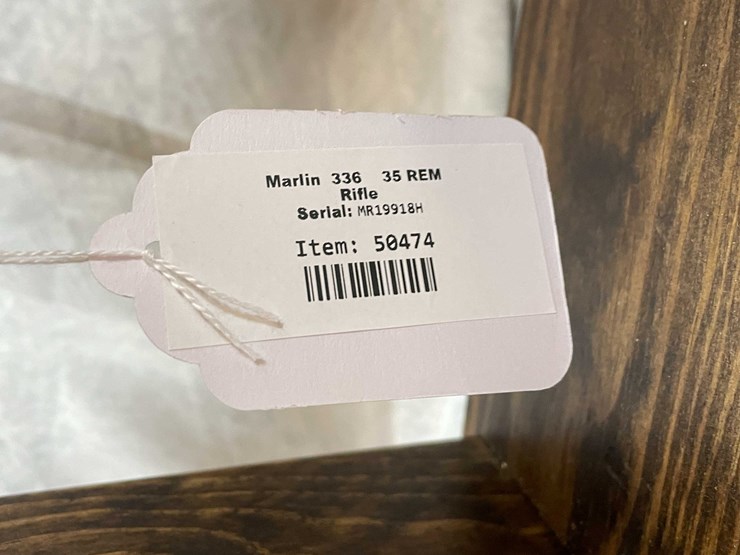 Marlin 336 35 REM
Rifle
Serial: MR19918H
Item: 50474